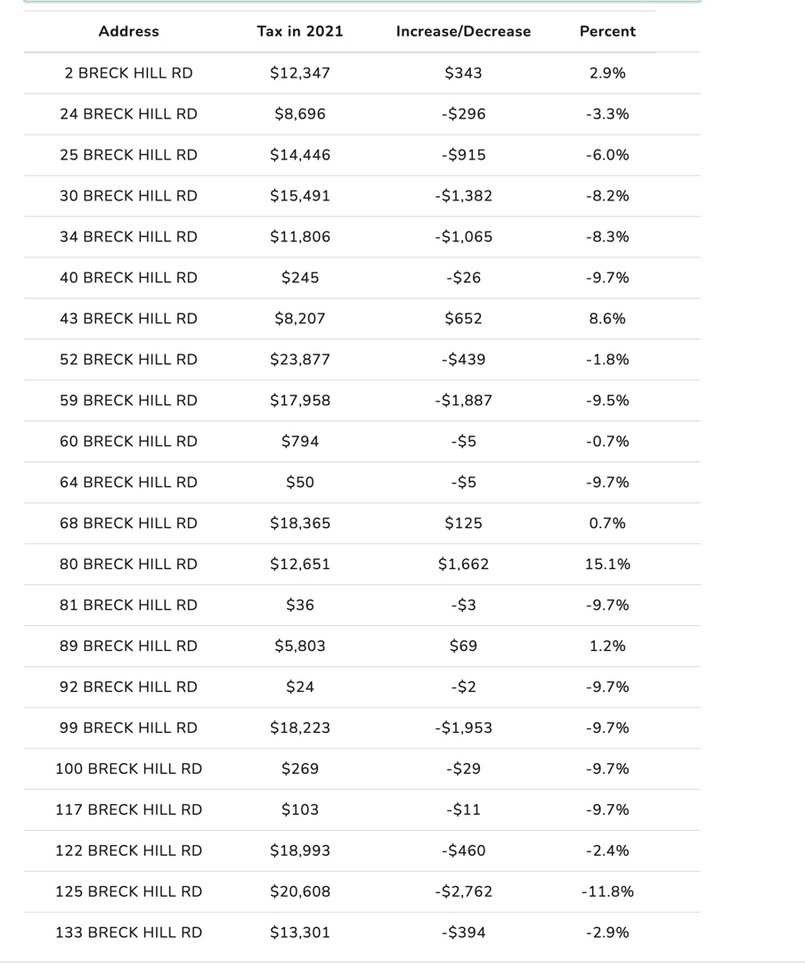 Address Tax in 2021 Increase/Decrease Percent
2 BRECK HILL RD $12,347 $343 2.9%
24 BRECK HILL RD $8,696 -$296 -3.3%
25 BRECK HILL RD $14,446 -$915 -6.0%
30 BRECK HILL RD $15,491 -$1,382 -8.2%
34 BRECK HILL RD $11,806 -$1,065 -8.3%
40 BRECK HILL RD $245 -$26 -9.7%
43 BRECK HILL RD $8,207 $652 8.6%
52 BRECK HILL RD $23,877 -$439 -1.8%
59 BRECK HILL RD $17,958 -$1,887 -9.5%
60 BRECK HILL RD $794 -$5 -0.7%
64 BRECK HILL RD $50 -$5 -9.7%
68 BRECK HILL RD $18,365 $125 0.7%
80 BRECK HILL RD $12,651 $1,662 15.1%
81 BRECK HILL RD $36 -$3 -9.7%
89 BRECK HILL RD $5,803 $69 1.2%
92 BRECK HILL RD $24 -$2 -9.7%
99 BRECK HILL RD $18,223 -$1,953 -9.7%
100 BRECK HILL RD $269 -$29 -9.7%
117 BRECK HILL RD $103 -$11 -9.7%
122 BRECK HILL RD $18,993 -$460 -2.4%
125 BRECK HILL RD $20,608 -$2,762 -11.8%
133 BRECK HILL RD $13,301 -$394 -2.9%